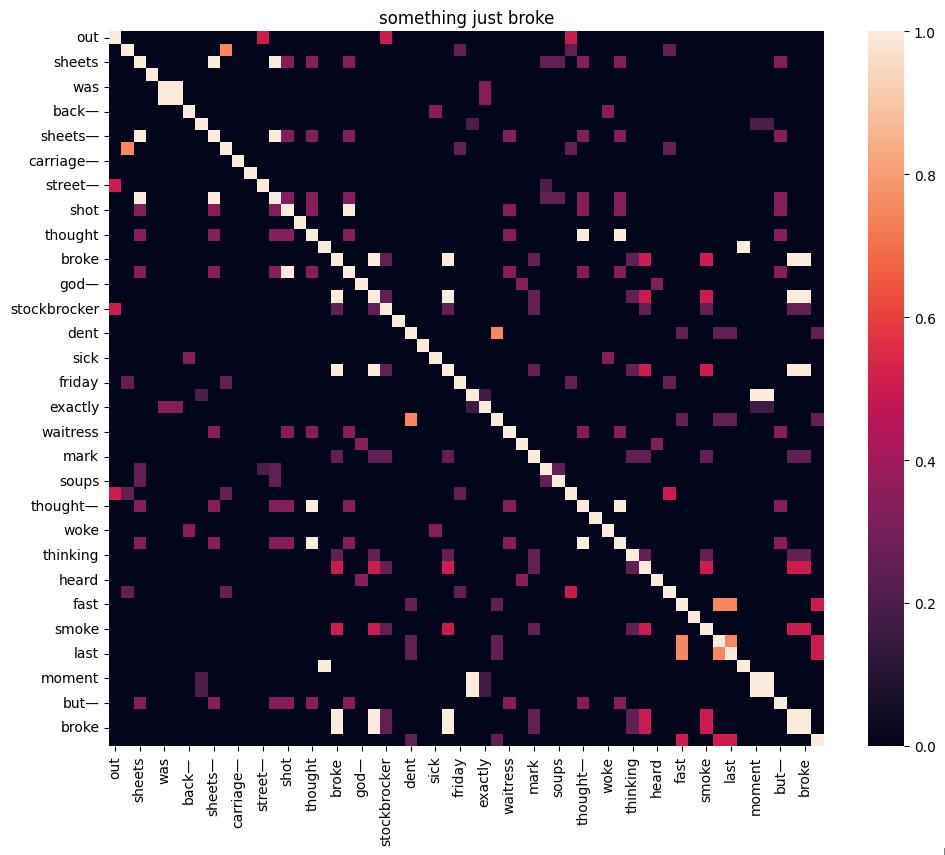 something just broke
out
sheets
was
back—
sheets—
carriage—
street—
shot
thought
broke
god—
stockbrocker
dent
sick
friday
exactly
waitress
mark
soups
thought—
woke
thinking
heard
fast
smoke
last
moment
but—
broke
1.0
0.8
0.6
0.4
0.2
0.0
out
sheets
was
back—
sheets—
carriage—
street—
shot
thought
broke
god—
stockbrocker
dent
sick
friday
exactly
waitress
mark
soups
thought—
woke
thinking
heard
fast
smoke
last
moment
but—
broke